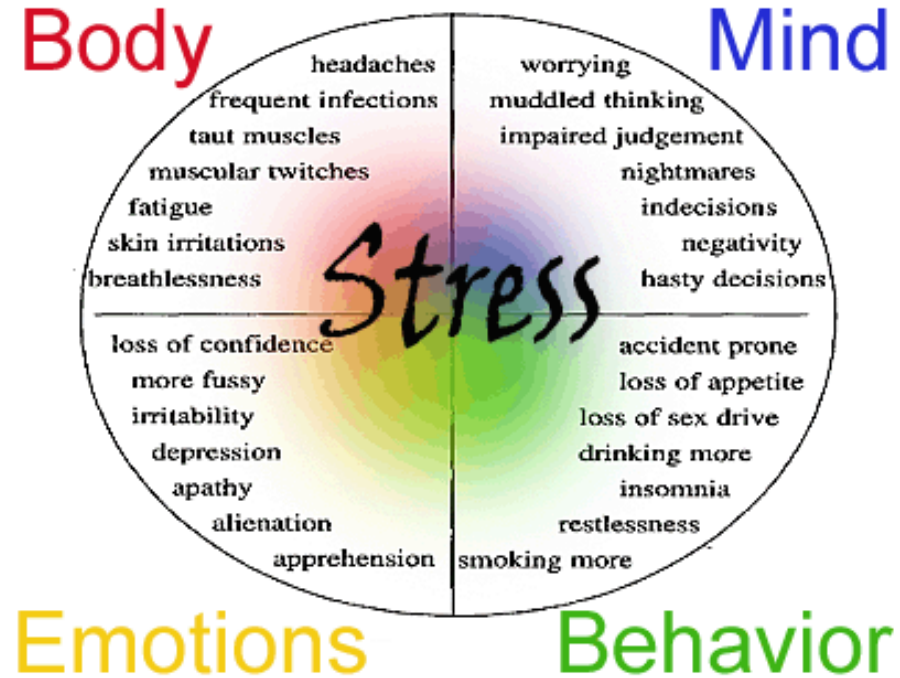 Body
headaches
frequent infections
taut muscles
muscular twitches
fatigue
skin irritations
breathlessness
Mind
worrying
muddled thinking
impaired judgement
nightmares
indecisions
negativity
hasty decisions
Stress
loss of confidence
more fussy
irritability
depression
apathy
alienation
apprehension
Emotions
accident prone
loss of appetite
loss of sex drive
drinking more
insomnia
restlessness
smoking more
Behavior